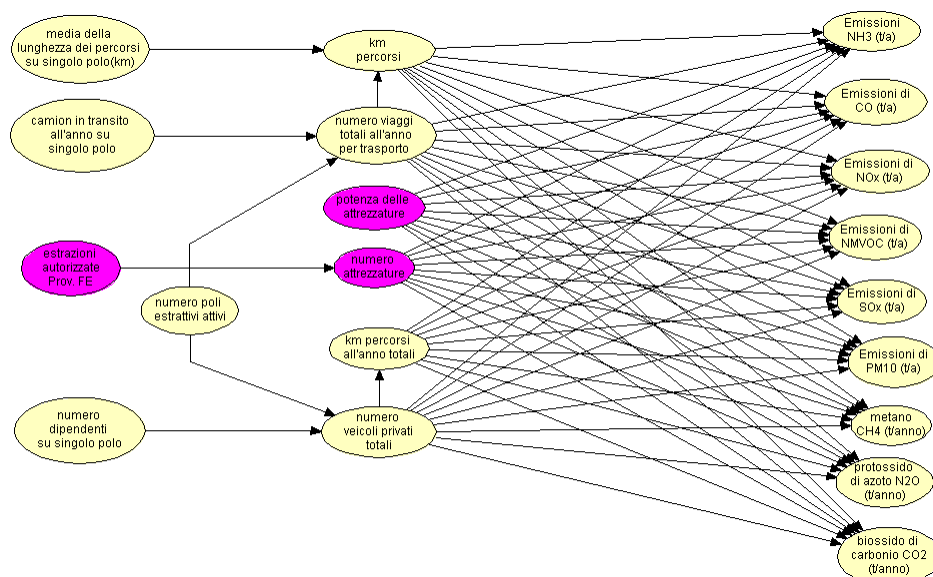 media della
lunghezza dei percorsi
su singolo polo(km)
camion in transito
all'anno su
singolo polo
estrazioni
autorizzate
Prov. FE
numero poli
estrattivi attivi
numero
dipendenti
su singolo polo
km
percorsi
numero viaggi
totali all'anno
per trasporto
potenza delle
attrezzature
numero
attrezzature
km percorsi
all'anno totali
numero
veicoli privati
totali
Emissioni
NH3 (t/a)
Emissioni di
CO (t/a)
Emissioni di
NOx (t/a)
Emissioni di
NMVOC (t/a)
Emissioni di
SOx (t/a)
Emissioni di
PM10 (t/a)
metano
CH4 (t/anno)
protossido
di azoto N2O
(t/anno)
biossido di
carbonio CO2
(t/anno)